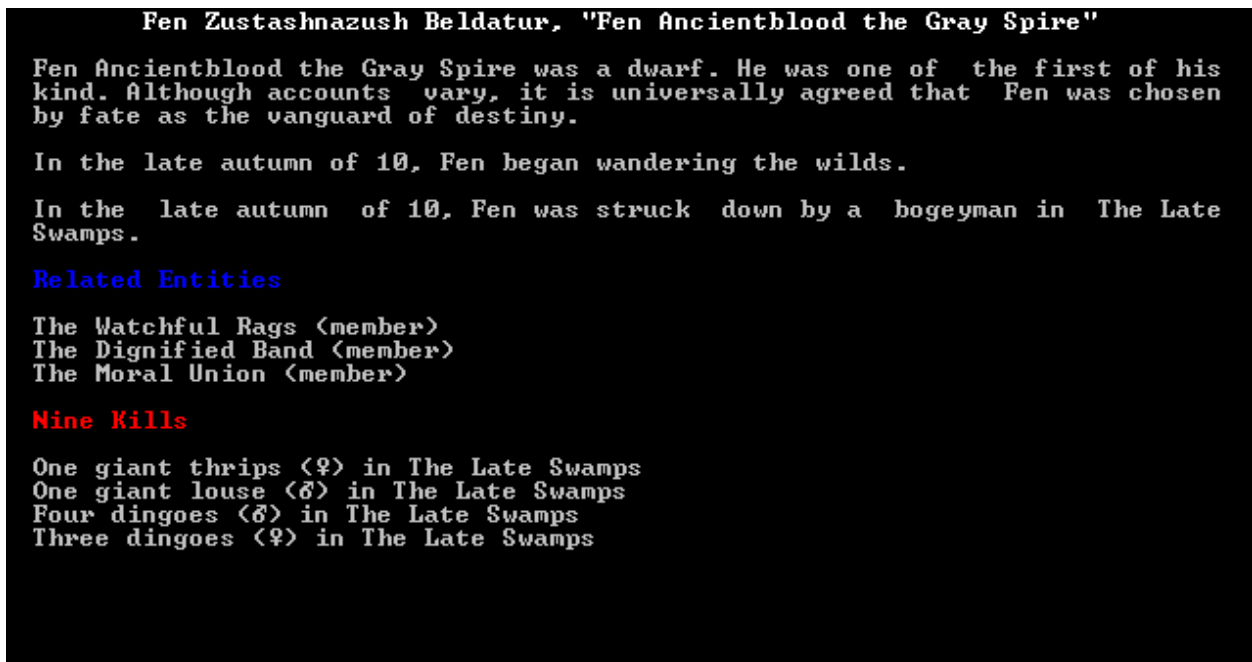 Fen Zustashnazush Beldatur, "Fen Ancientblood the Gray Spire"
Fen Ancientblood the Gray Spire was a dwarf. He was one of the first of his
kind. Although accounts vary, it is universally agreed that Fen was chosen
by fate as the vanguard of destiny.
In the late autumn of 10, Fen began wandering the wilds.
In the late autumn of 10, Fen was struck down by a bogeyman in The Late
Swamps.
Related Entities
The Watchful Rags (member)
The Dignified Band (member)
The Moral Union (member)
Nine Kills
One giant thrips (♀) in The Late Swamps
One giant louse (♂) in The Late Swamps
Four dingoes (♂) in The Late Swamps
Three dingoes (♀) in The Late Swamps